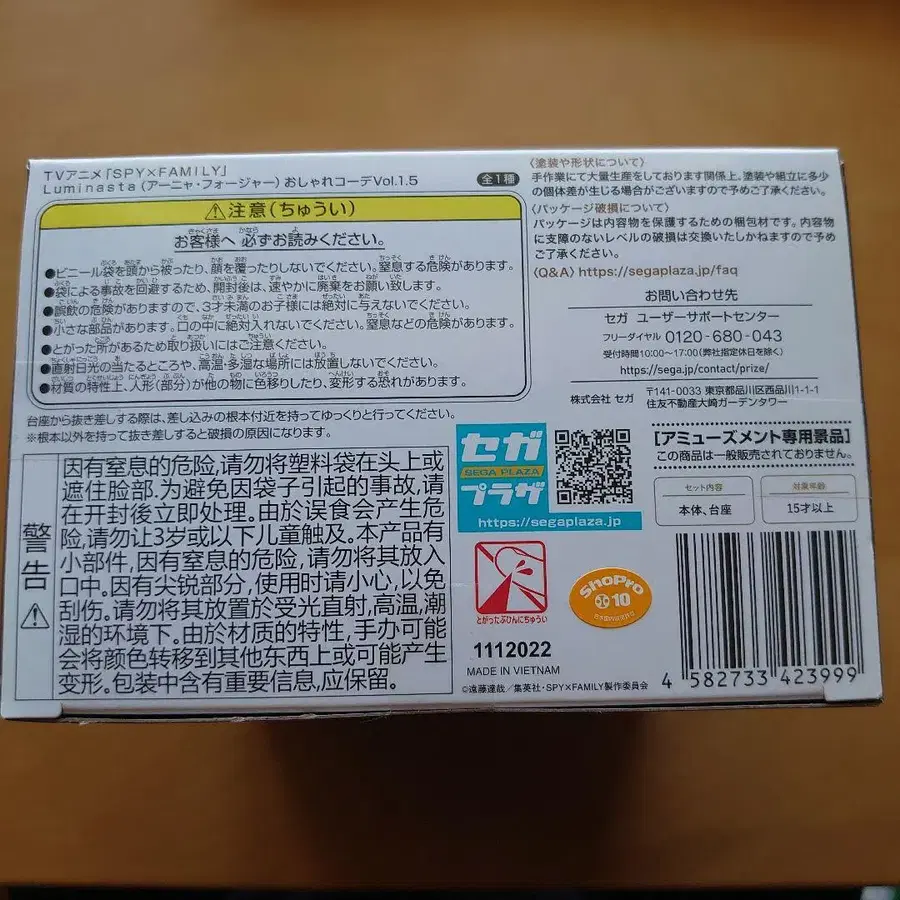 TVアニメ『SPY×FAMILY』
Luminasta（アーニャ・フォージャー）おしゃれコーデVol.1.5
全1種
⚠注意（ちゅうい）
お客様へ 必ずお読みください。
●ビニール袋を頭から被ったり、顔を覆ったりしないでください。窒息する危険があります。
●袋による事故を回避するため、開封後は、速やかに廃棄をお願い致します。
●誤飲の危険がありますので、3才未満のお子様には絶対に与えないでください。
●小さな部品があります。口の中に絶対入れないでください。窒息などの危険があります。
●とがった所があるため取り扱いにはご注意ください。
●直射日光の当たるところや、高温・多湿な場所には放置しないでください。
●材質の特性上、人形（部分）が他の物に色移りしたり、変形する恐れがあります。
台座から抜き差しする際は、差し込みの根本付近を持ってゆっくりと行ってください。
※根本以外を持って抜き差しすると破損の原因になります。
警告⚠
因有窒息的危险,请勿将塑料袋在头上或
遮住脸部.为避免因袋子引起的事故,请
在开封後立即处理。由於误食会产生危
险,请勿让3岁或以下儿童触及。本产品有
小部件,因有窒息的危险,请勿将其放入
口中。因有尖锐部分,使用时请小心,以免
刮伤。请勿将其放置於受光直射,高温,潮
湿的环境下。由於材质的特性,手办可能
会将颜色转移到其他东西上或可能产生
变形。包装中含有重要信息,应保留。
〈塗装や形状について〉
手作業にて大量生産をしております関係上、塗装や組立に多少
の個体差が生じる場合がございますので予めご了承ください。
〈パッケージ破損について〉
パッケージは内容物を保護するための梱包材です。内容物
に支障のないレベルの破損は交換いたしかねますので予め
ご了承ください。
〈Q&A〉https://segaplaza.jp/faq
お問い合わせ先
セガ ユーザーサポートセンター
フリーダイヤル 0120-680-043
受付時間10:00～17:00（弊社指定休日を除く）
https://sega.jp/contact/prize/
株式会社 セガ 〒141-0033 東京都品川区西品川1-1-1
住友不動産大崎ガーデンタワー
セガ
SEGA PLAZA
プラザ
https://segaplaza.jp
[アミューズメント専用景品]
この商品は一般販売されておりません。
セット内容
本体、台座
対象年齢
15才以上
とがったぶひんにちゅうい
ShoPro
10
1112022
MADE IN VIETNAM
©遠藤達哉／集英社・SPY×FAMILY製作委員会
4 582733 423999